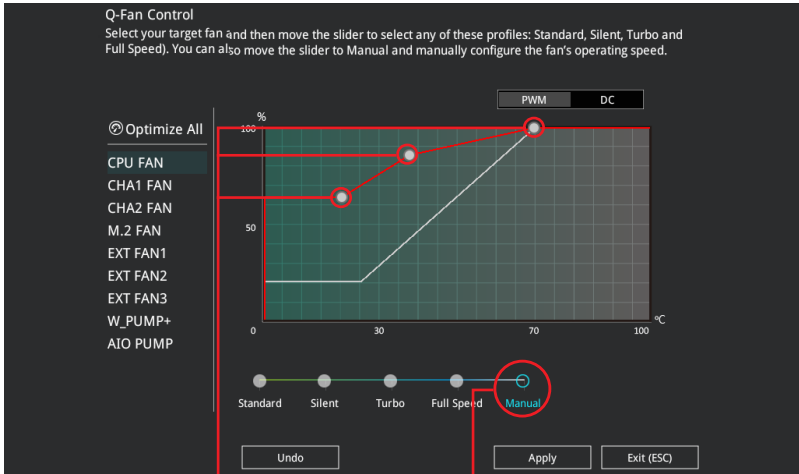 Q-Fan Control
Select your target fan and then move the slider to select any of these profiles: Standard, Silent, Turbo and
Full Speed). You can also move the slider to Manual and manually configure the fan's operating speed.
PWM DC
%
Optimize All
100
CPU FAN
CHA1 FAN
CHA2 FAN
M.2 FAN
50
EXT FAN1
EXT FAN2
EXT FAN3
W_PUMP+
°C
0 30 70 100
AIO PUMP
Standard Silent Turbo Full Speed Manual
Undo Apply Exit (ESC)